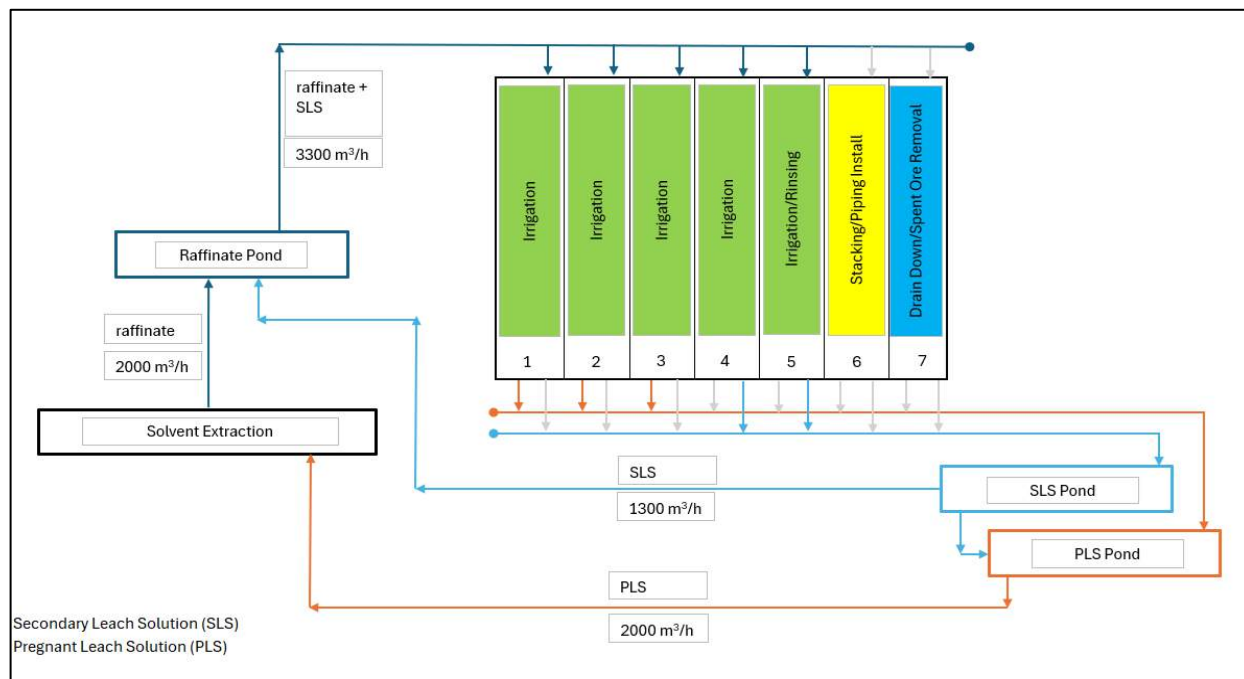 raffinate +
SLS
3300 m³/h
Irrigation
Irrigation
Irrigation
Irrigation
Irrigation/Rinsing
Stacking/Piping Install
Drain Down/Spent Ore Removal
Raffinate Pond
raffinate
2000 m³/h
1
2
3
4
5
6
7
Solvent Extraction
SLS
1300 m³/h
SLS Pond
PLS Pond
PLS
2000 m³/h
Secondary Leach Solution (SLS)
Pregnant Leach Solution (PLS)